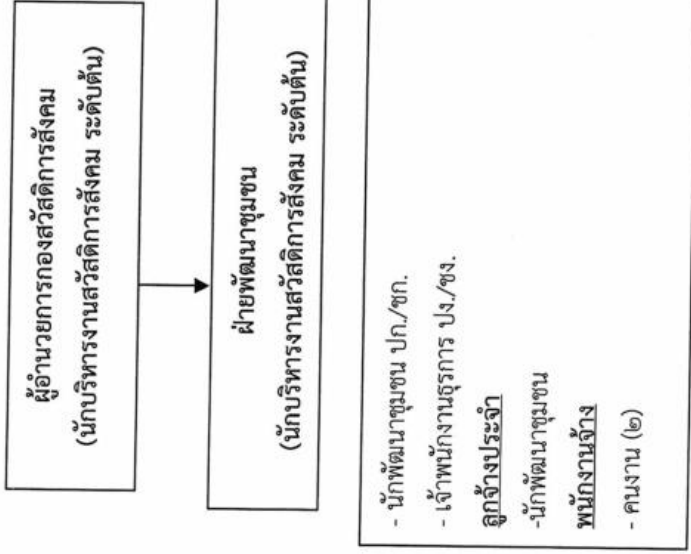 ผู้อำนวยการกองสวัสดิการสังคม
(นักบริหารงานสวัสดิการสังคม ระดับต้น)
ฝ่ายพัฒนาชุมชน
(นักบริหารงานสวัสดิการสังคม ระดับต้น)
- นักพัฒนาชุมชน ปก./ชก.
- เจ้าพนักงานธุรการ ปง./ชง.
ลูกจ้างประจำ
-นักพัฒนาชุมชน
พนักงานจ้าง
- คนงาน (๒)